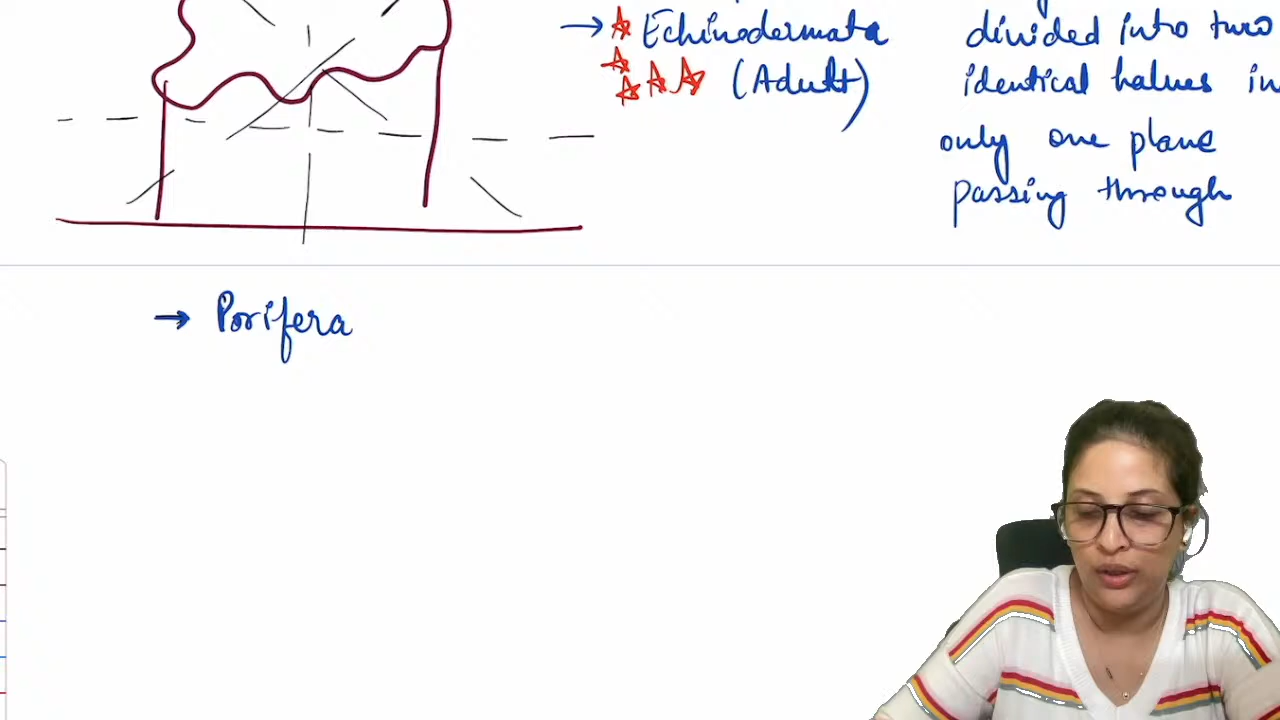 → Echinodermata
(Adult)
divided into two
identical halves in
only one plane
passing through
→ Porifera